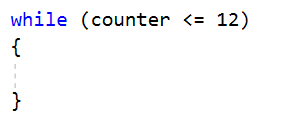 while (counter <= 12)
{
}